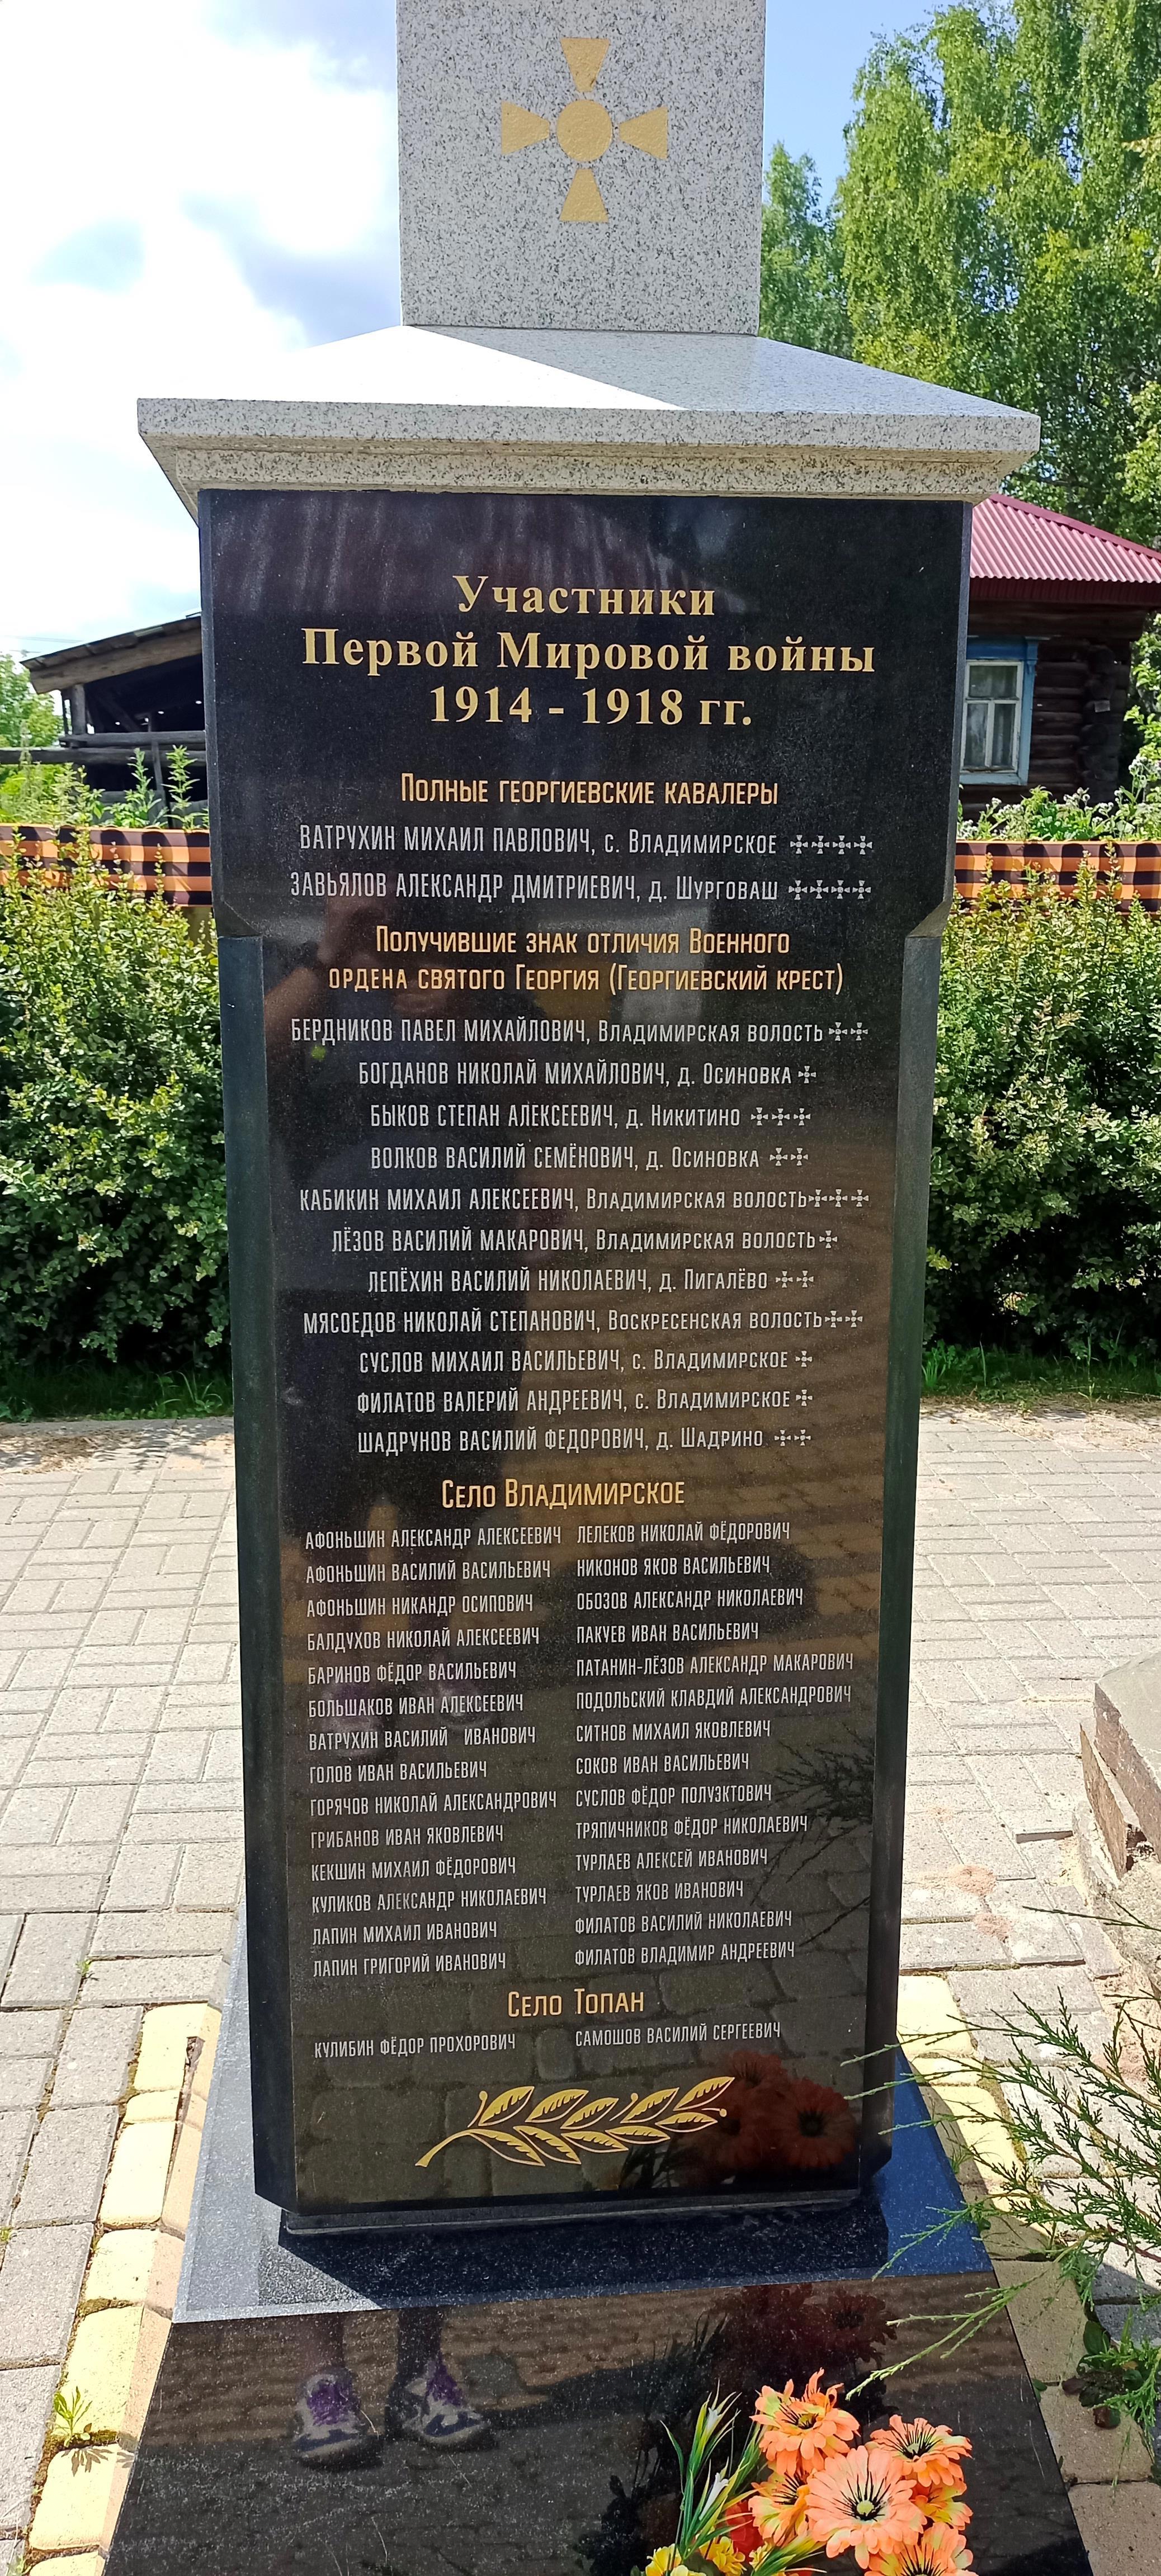 Участники
Первой Мировой войны
1914 - 1918 гг.
Полные георгиевские кавалеры
ВАТРУХИН МИХАИЛ ПАВЛОВИЧ, с. Владимирское
ЗАВЬЯЛОВ АЛЕКСАНДР ДМИТРИЕВИЧ, д. Шурговаш
Получившие знак отличия Военного
ордена святого Георгия (Георгиевский крест)
БЕРДНИКОВ ПАВЕЛ МИХАЙЛОВИЧ, Владимирская волость
БОГДАНОВ НИКОЛАЙ МИХАЙЛОВИЧ, д. Осиновка
БЫКОВ СТЕПАН АЛЕКСЕЕВИЧ, д. Никитино
ВОЛКОВ ВАСИЛИЙ СЕМЁНОВИЧ, д. Осиновка
КАБИКИН МИХАИЛ АЛЕКСЕЕВИЧ, Владимирская волость
ЛЁЗОВ ВАСИЛИЙ МАКАРОВИЧ, Владимирская волость
ЛЕПЁХИН ВАСИЛИЙ НИКОЛАЕВИЧ, д. Пигалёво
МЯСОЕДОВ НИКОЛАЙ СТЕПАНОВИЧ, Воскресенская волость
СУСЛОВ МИХАИЛ ВАСИЛЬЕВИЧ, с. Владимирское
ФИЛАТОВ ВАЛЕРИЙ АНДРЕЕВИЧ, с. Владимирское
ШАДРУНОВ ВАСИЛИЙ ФЕДОРОВИЧ, д. Шадрино
Село Владимирское
АФОНЬШИН АЛЕКСАНДР АЛЕКСЕЕВИЧ
АФОНЬШИН ВАСИЛИЙ ВАСИЛЬЕВИЧ
АФОНЬШИН НИКАНДР ОСИПОВИЧ
БАЛДУХОВ НИКОЛАЙ АЛЕКСЕЕВИЧ
БАРИНОВ ФЁДОР ВАСИЛЬЕВИЧ
БОЛЬШАКОВ ИВАН АЛЕКСЕЕВИЧ
ВАТРУХИН ВАСИЛИЙ ИВАНОВИЧ
ГОЛОВ ИВАН ВАСИЛЬЕВИЧ
ГОРЯЧОВ НИКОЛАЙ АЛЕКСАНДРОВИЧ
ГРИБАНОВ ИВАН ЯКОВЛЕВИЧ
КЕКШИН МИХАИЛ ФЁДОРОВИЧ
КУЛИКОВ АЛЕКСАНДР НИКОЛАЕВИЧ
ЛАПИН МИХАИЛ ИВАНОВИЧ
ЛАПИН ГРИГОРИЙ ИВАНОВИЧ
ЛЕЛЕКОВ НИКОЛАЙ ФЁДОРОВИЧ
НИКОНОВ ЯКОВ ВАСИЛЬЕВИЧ
ОБОЗОВ АЛЕКСАНДР НИКОЛАЕВИЧ
ПАКУЕВ ИВАН ВАСИЛЬЕВИЧ
ПАТАНИН-ЛЁЗОВ АЛЕКСАНДР МАКАРОВИЧ
ПОДОЛЬСКИЙ КЛАВДИЙ АЛЕКСАНДРОВИЧ
СИТНОВ МИХАИЛ ЯКОВЛЕВИЧ
СОКОВ ИВАН ВАСИЛЬЕВИЧ
СУСЛОВ ФЁДОР ПОЛУЭКТОВИЧ
ТРЯПИЧНИКОВ ФЁДОР НИКОЛАЕВИЧ
ТУРЛАЕВ АЛЕКСЕЙ ИВАНОВИЧ
ТУРЛАЕВ ЯКОВ ИВАНОВИЧ
ФИЛАТОВ ВАСИЛИЙ НИКОЛАЕВИЧ
ФИЛАТОВ ВЛАДИМИР АНДРЕЕВИЧ
Село Топан
КУЛИБИН ФЁДОР ПРОХОРОВИЧ
САМОШОВ ВАСИЛИЙ СЕРГЕЕВИЧ